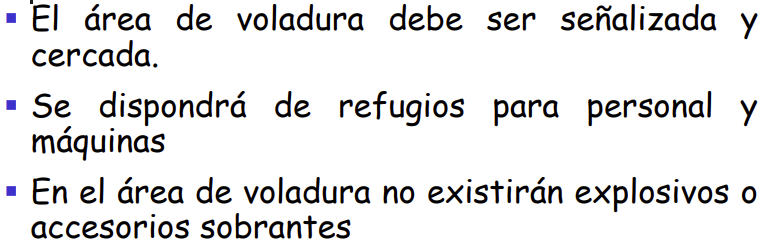 ▪ El área de voladura debe ser señalizada y
cercada.
▪ Se dispondrá de refugios para personal y
máquinas
▪ En el área de voladura no existirán explosivos o
accesorios sobrantes